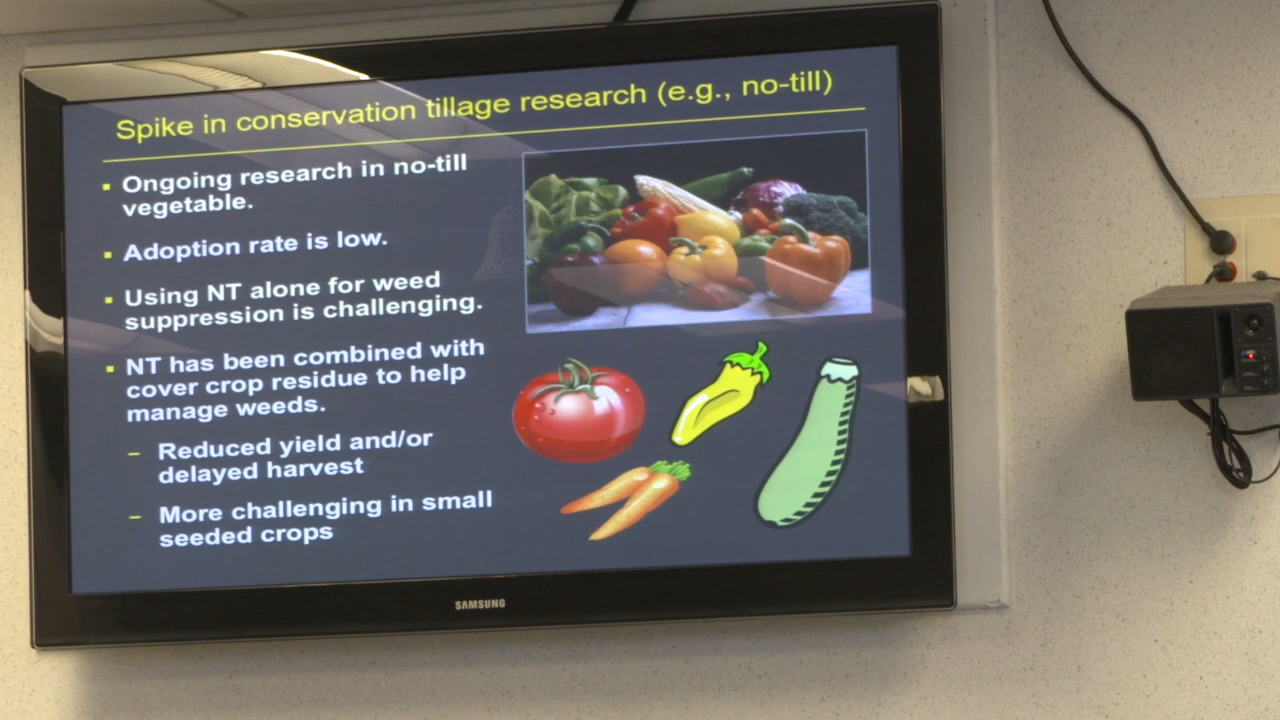 Spike in conservation tillage research (e.g., no-till)
▪ Ongoing research in no-till
vegetable.
▪ Adoption rate is low.
▪ Using NT alone for weed
suppression is challenging.
▪ NT has been combined with
cover crop residue to help
manage weeds.
– Reduced yield and/or
delayed harvest
– More challenging in small
seeded crops
SAMSUNG